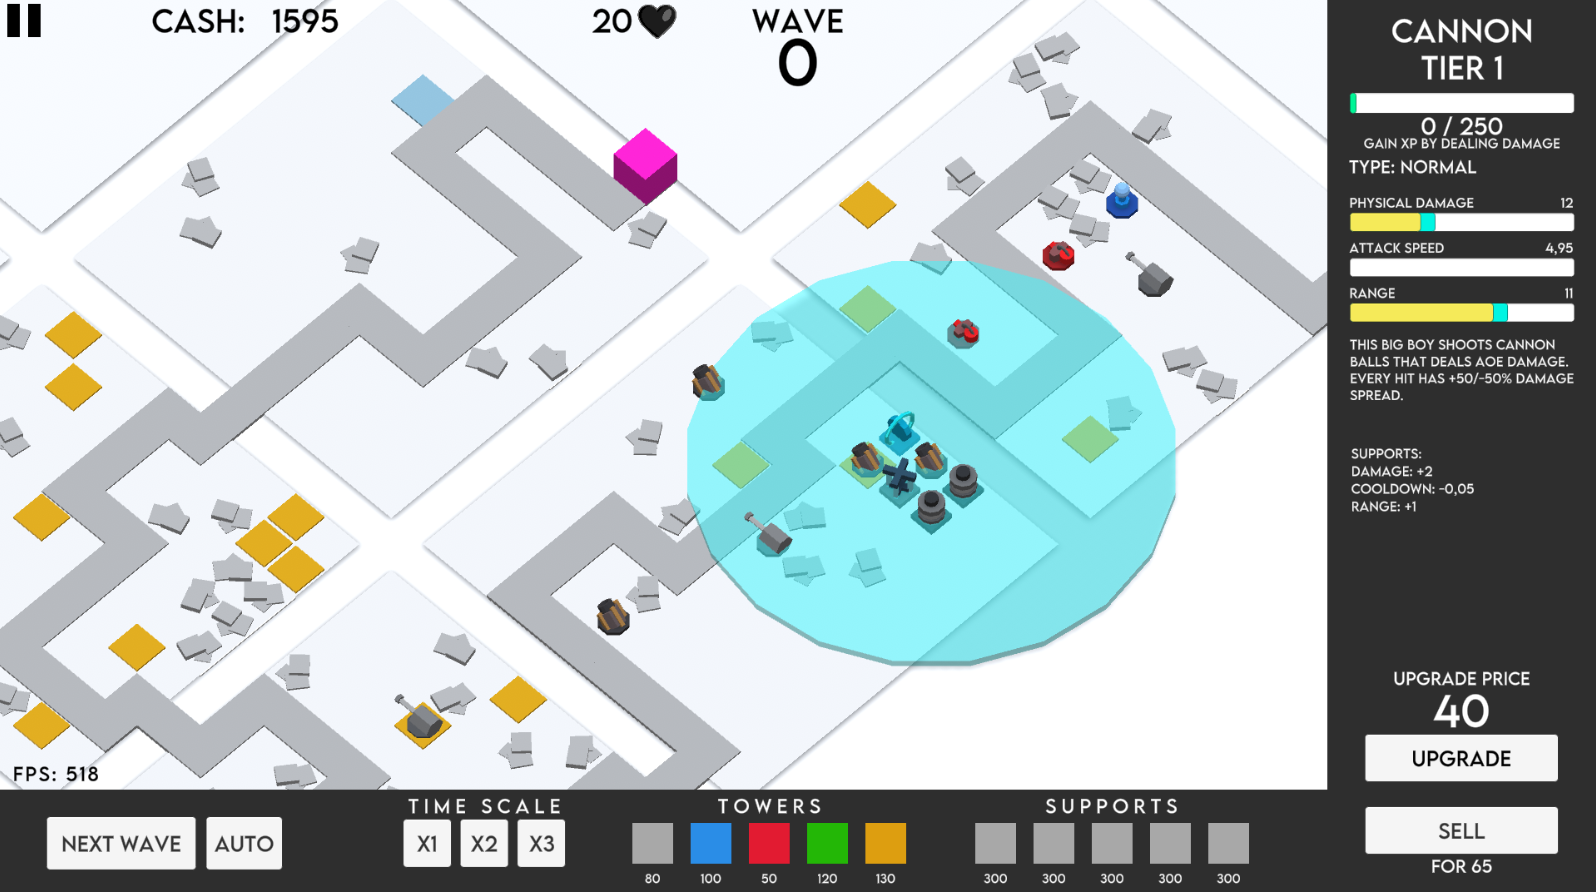 CASH: 1595
20
WAVE
0
FPS: 518
CANNON
TIER 1
0 / 250
GAIN XP BY DEALING DAMAGE
TYPE: NORMAL
PHYSICAL DAMAGE 12
ATTACK SPEED 4,95
RANGE 11
THIS BIG BOY SHOOTS CANNON
BALLS THAT DEALS AOE DAMAGE.
EVERY HIT HAS +50/-50% DAMAGE
SPREAD.
SUPPORTS:
DAMAGE: +2
COOLDOWN: -0,05
RANGE: +1
UPGRADE PRICE
40
UPGRADE
SELL
FOR 65
NEXT WAVE
AUTO
TIME SCALE
X1 X2 X3
TOWERS
80 100 50 120 130
SUPPORTS
300 300 300 300 300